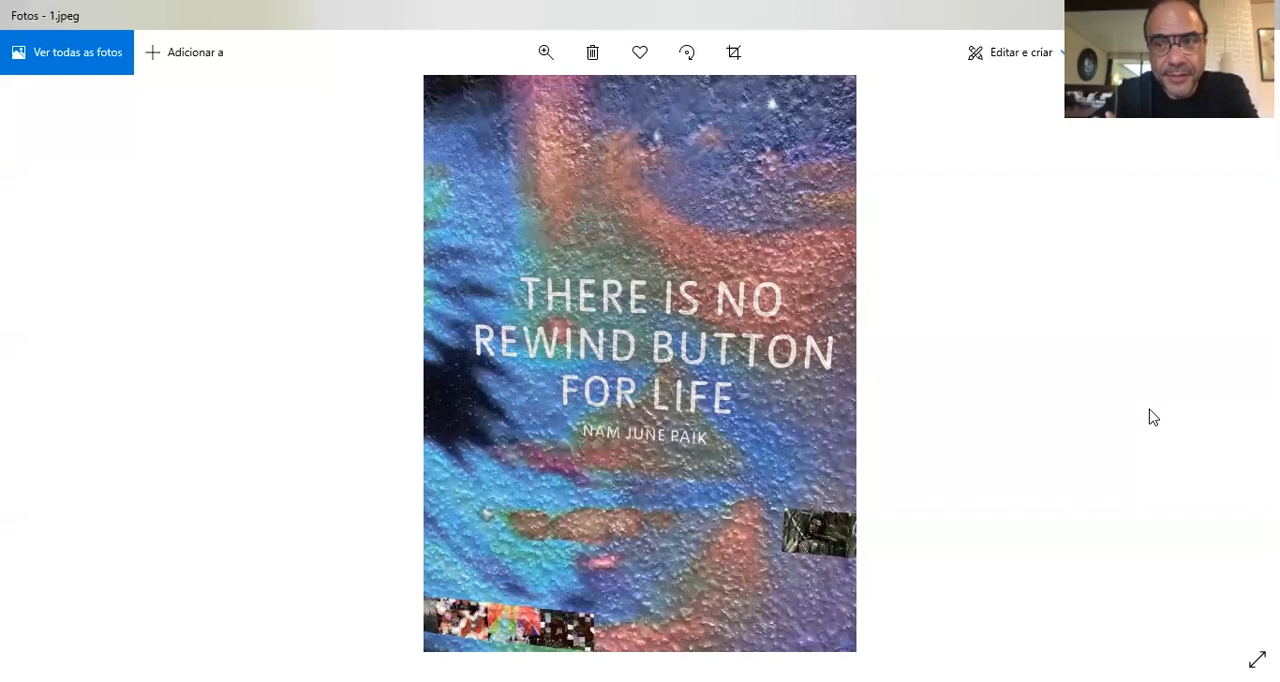 Fotos - 1.jpeg
Ver todas as fotos
Adicionar a
Editar e criar
THERE IS NO
REWIND BUTTON
FOR LIFE
NAM JUNE PAIK